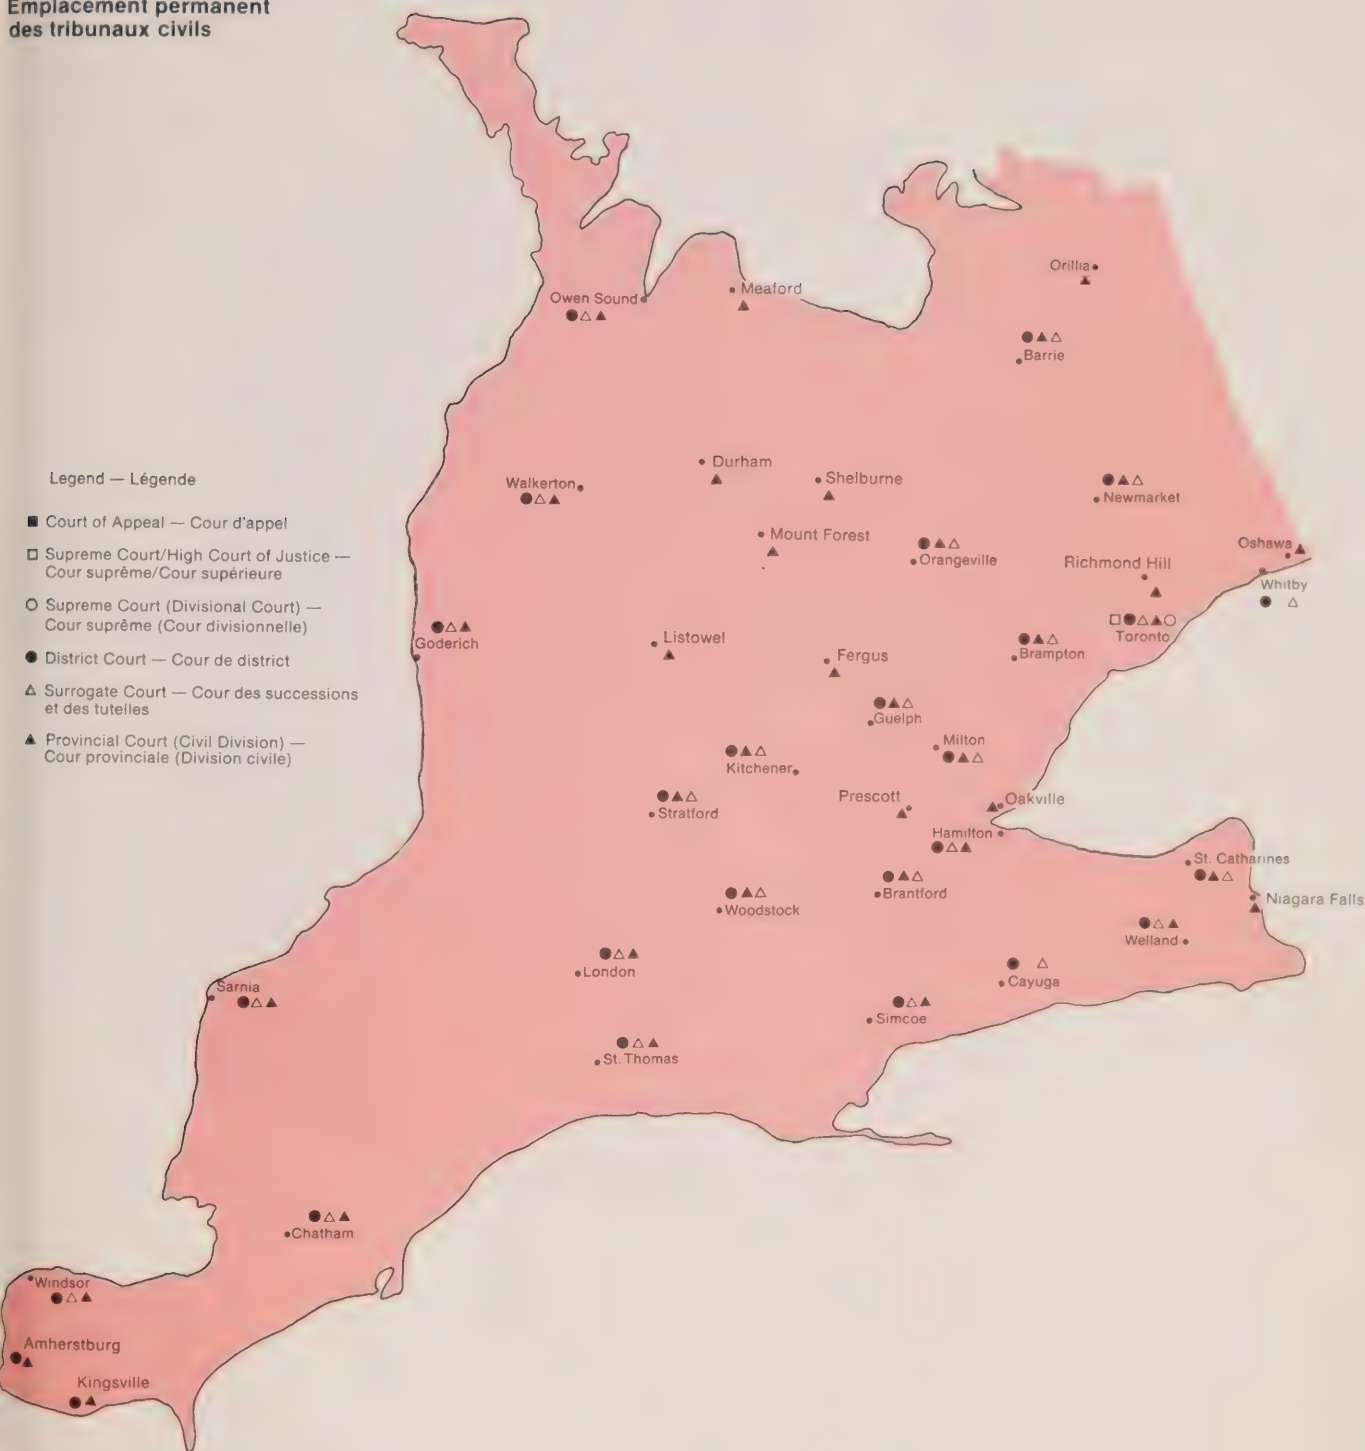 Emplacement permanent
des tribunaux civils
Orillia
Meaford
Owen Sound
Barrie
Durham
Shelburne
Walkerton
Newmarket
Legend — Légende
■ Court of Appeal — Cour d'appel
□ Supreme Court/High Court of Justice —
Cour suprême/Cour supérieure
○ Supreme Court (Divisional Court) —
Cour suprême (Cour divisionnelle)
● District Court — Cour de district
△ Surrogate Court — Cour des successions
et des tutelles
▲ Provincial Court (Civil Division) —
Cour provinciale (Division civile)
Mount Forest
Orangeville
Oshawa
Richmond Hill
Whitby
Toronto
Goderich
Listowel
Fergus
Brampton
Guelph
Milton
Kitchener
Prescott
Oakville
Stratford
Hamilton
St. Catharines
Brantford
Niagara Falls
Woodstock
Welland
London
Cayuga
Sarnia
Simcoe
St. Thomas
Chatham
Windsor
Amherstburg
Kingsville